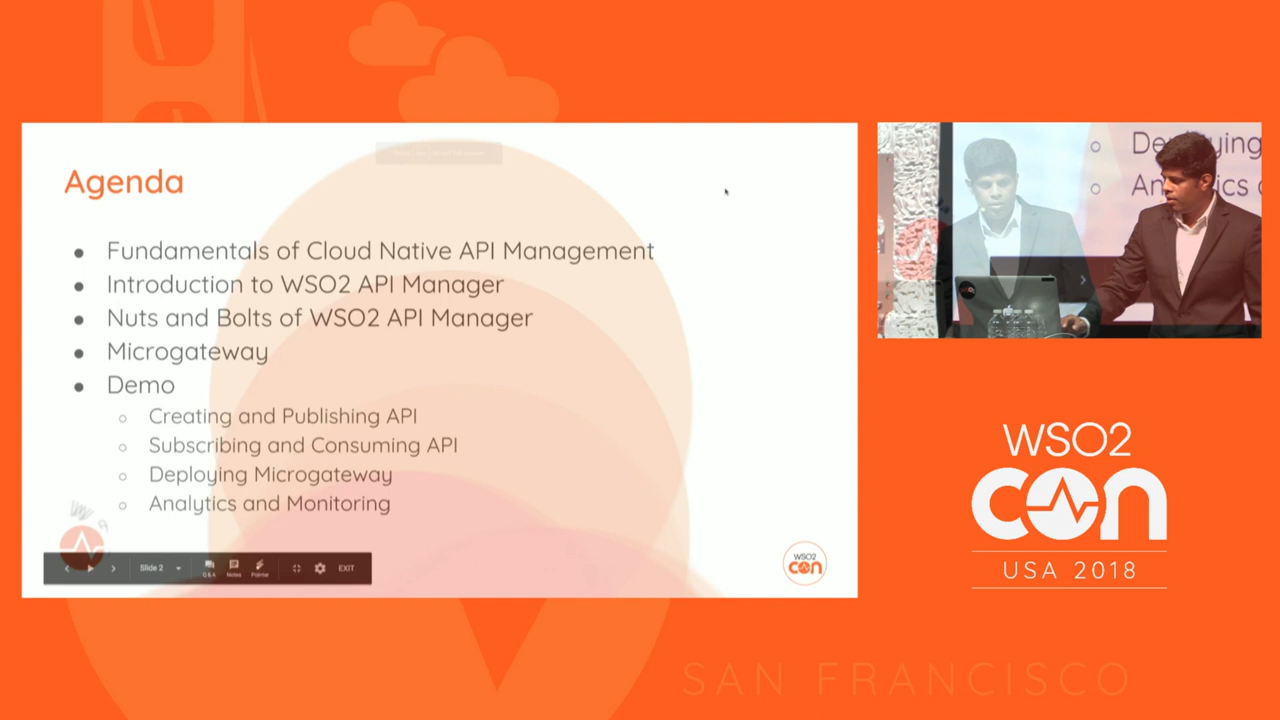 Agenda
● Fundamentals of Cloud Native API Management
● Introduction to WSO2 API Manager
● Nuts and Bolts of WSO2 API Manager
● Microgateway
● Demo
○ Creating and Publishing API
○ Subscribing and Consuming API
○ Deploying Microgateway
○ Analytics and Monitoring
Slide 2
Q&A Notes Pointer
EXIT
WSO2
con
WSO2
con
USA 2018
SAN FRANCISCO